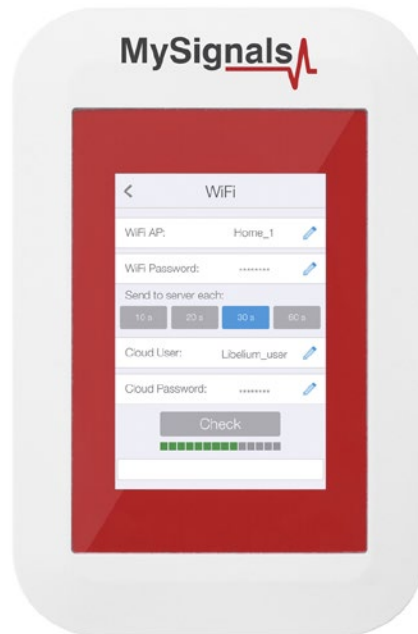 MySignals
WiFi
WiFi AP: Home_1
WiFi Password: ********
Send to server each:
10 s 20 s 30 s 60 s
Cloud User: Libelium_user
Cloud Password: ********
Check